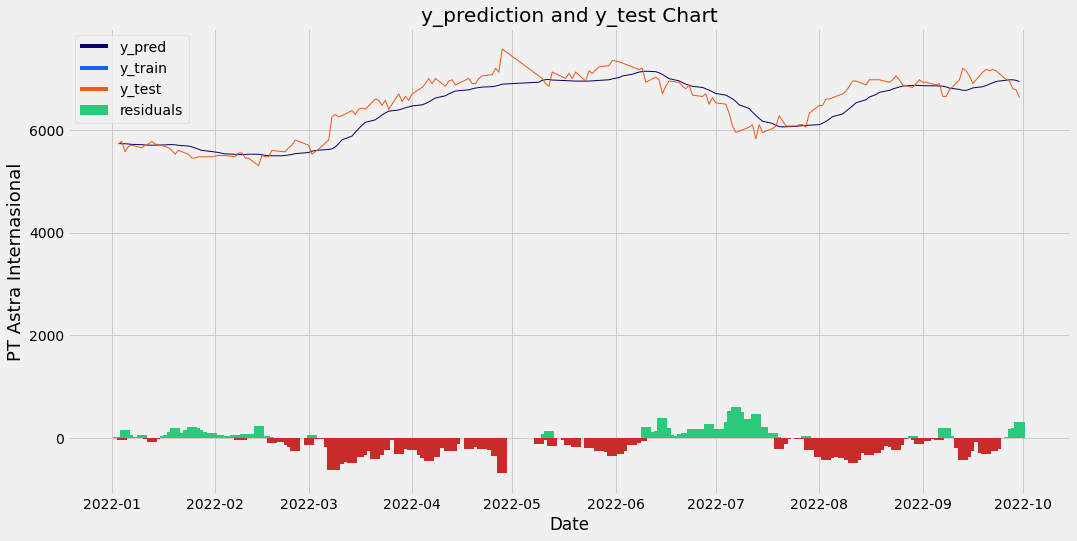 y_prediction and y_test Chart
y_pred
y_train
y_test
residuals
PT Astra Internasional
6000
4000
2000
0
2022-01 2022-02 2022-03 2022-04 2022-05 2022-06 2022-07 2022-08 2022-09 2022-10
Date